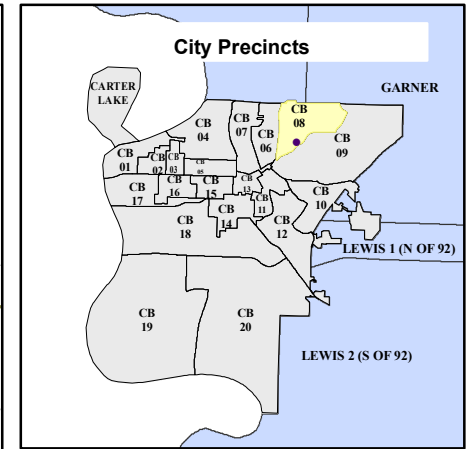 City Precincts
CARTER
LAKE
GARNER
CB
08
CB
07
CB
04
CB
06
CB
09
CB
01
CB
02
CB
03
CB
05
CB
13
CB
17
CB
16
CB
15
CB
10
CB
11
CB
14
CB
12
CB
18
LEWIS 1 (N OF 92)
CB
19
CB
20
LEWIS 2 (S OF 92)